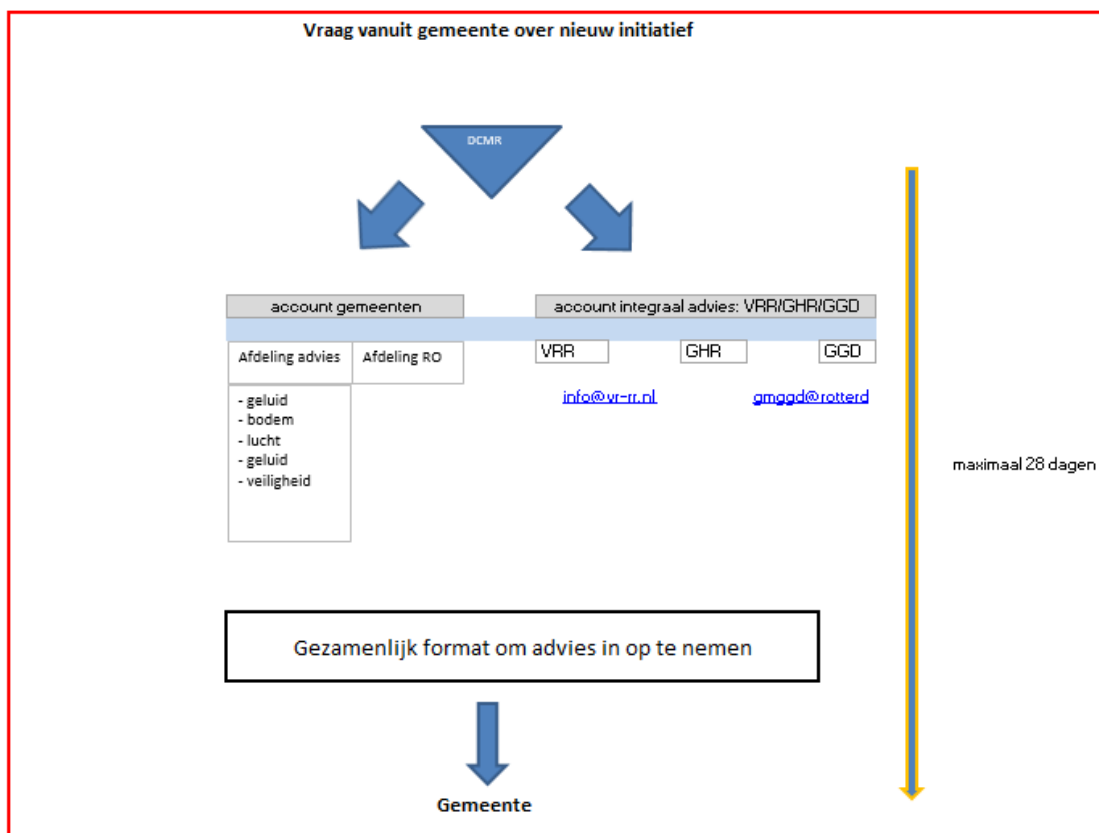 Vraag vanuit gemeente over nieuw initiatief
DCMR
account gemeenten
account integraal advies: VRR/GHR/GGD
Afdeling advies
Afdeling RO
VRR
GHR
GGD
info@vr-rr.nl
gmggd@rotterd
- geluid
- bodem
- lucht
- geluid
- veiligheid
maximaal 28 dagen
Gezamenlijk format om advies in op te nemen
Gemeente